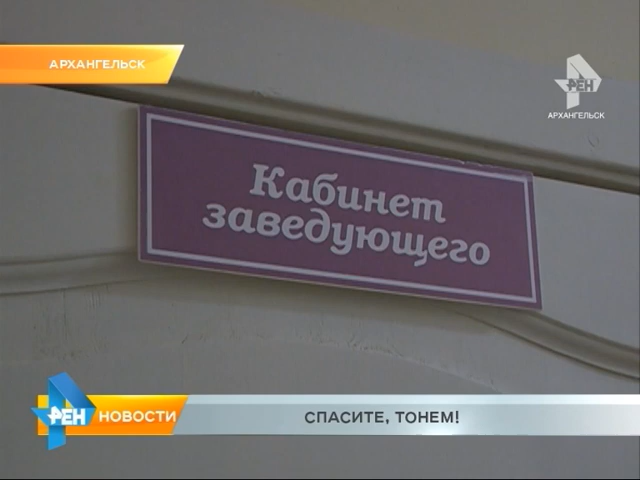 АРХАНГЕЛЬСК
РЕН
АРХАНГЕЛЬСК
Кабинет
заведующего
РЕН НОВОСТИ
СПАСИТЕ, ТОНЕМ!